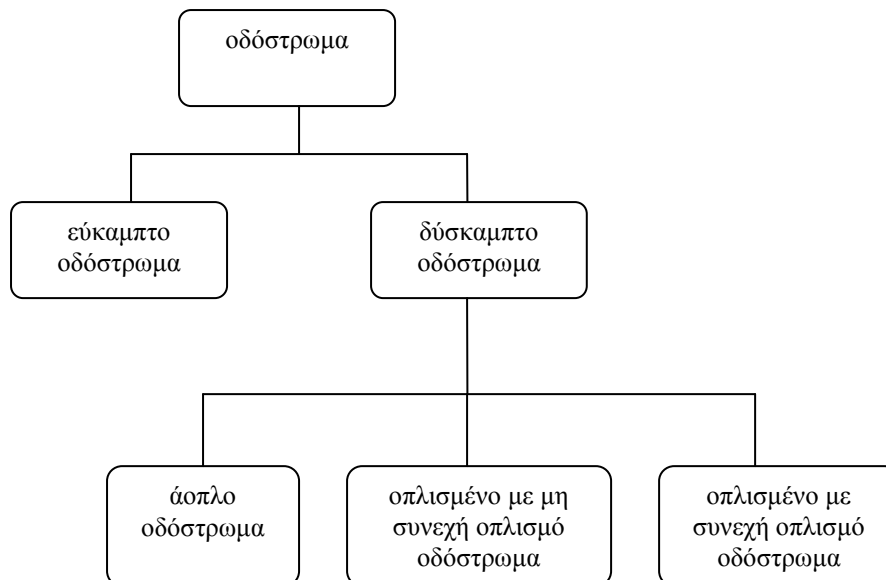 οδόστρωμα
εύκαμπτο
οδόστρωμα
δύσκαμπτο
οδόστρωμα
άοπλο
οδόστρωμα
οπλισμένο με μη
συνεχή οπλισμό
οδόστρωμα
οπλισμένο με
συνεχή οπλισμό
οδόστρωμα